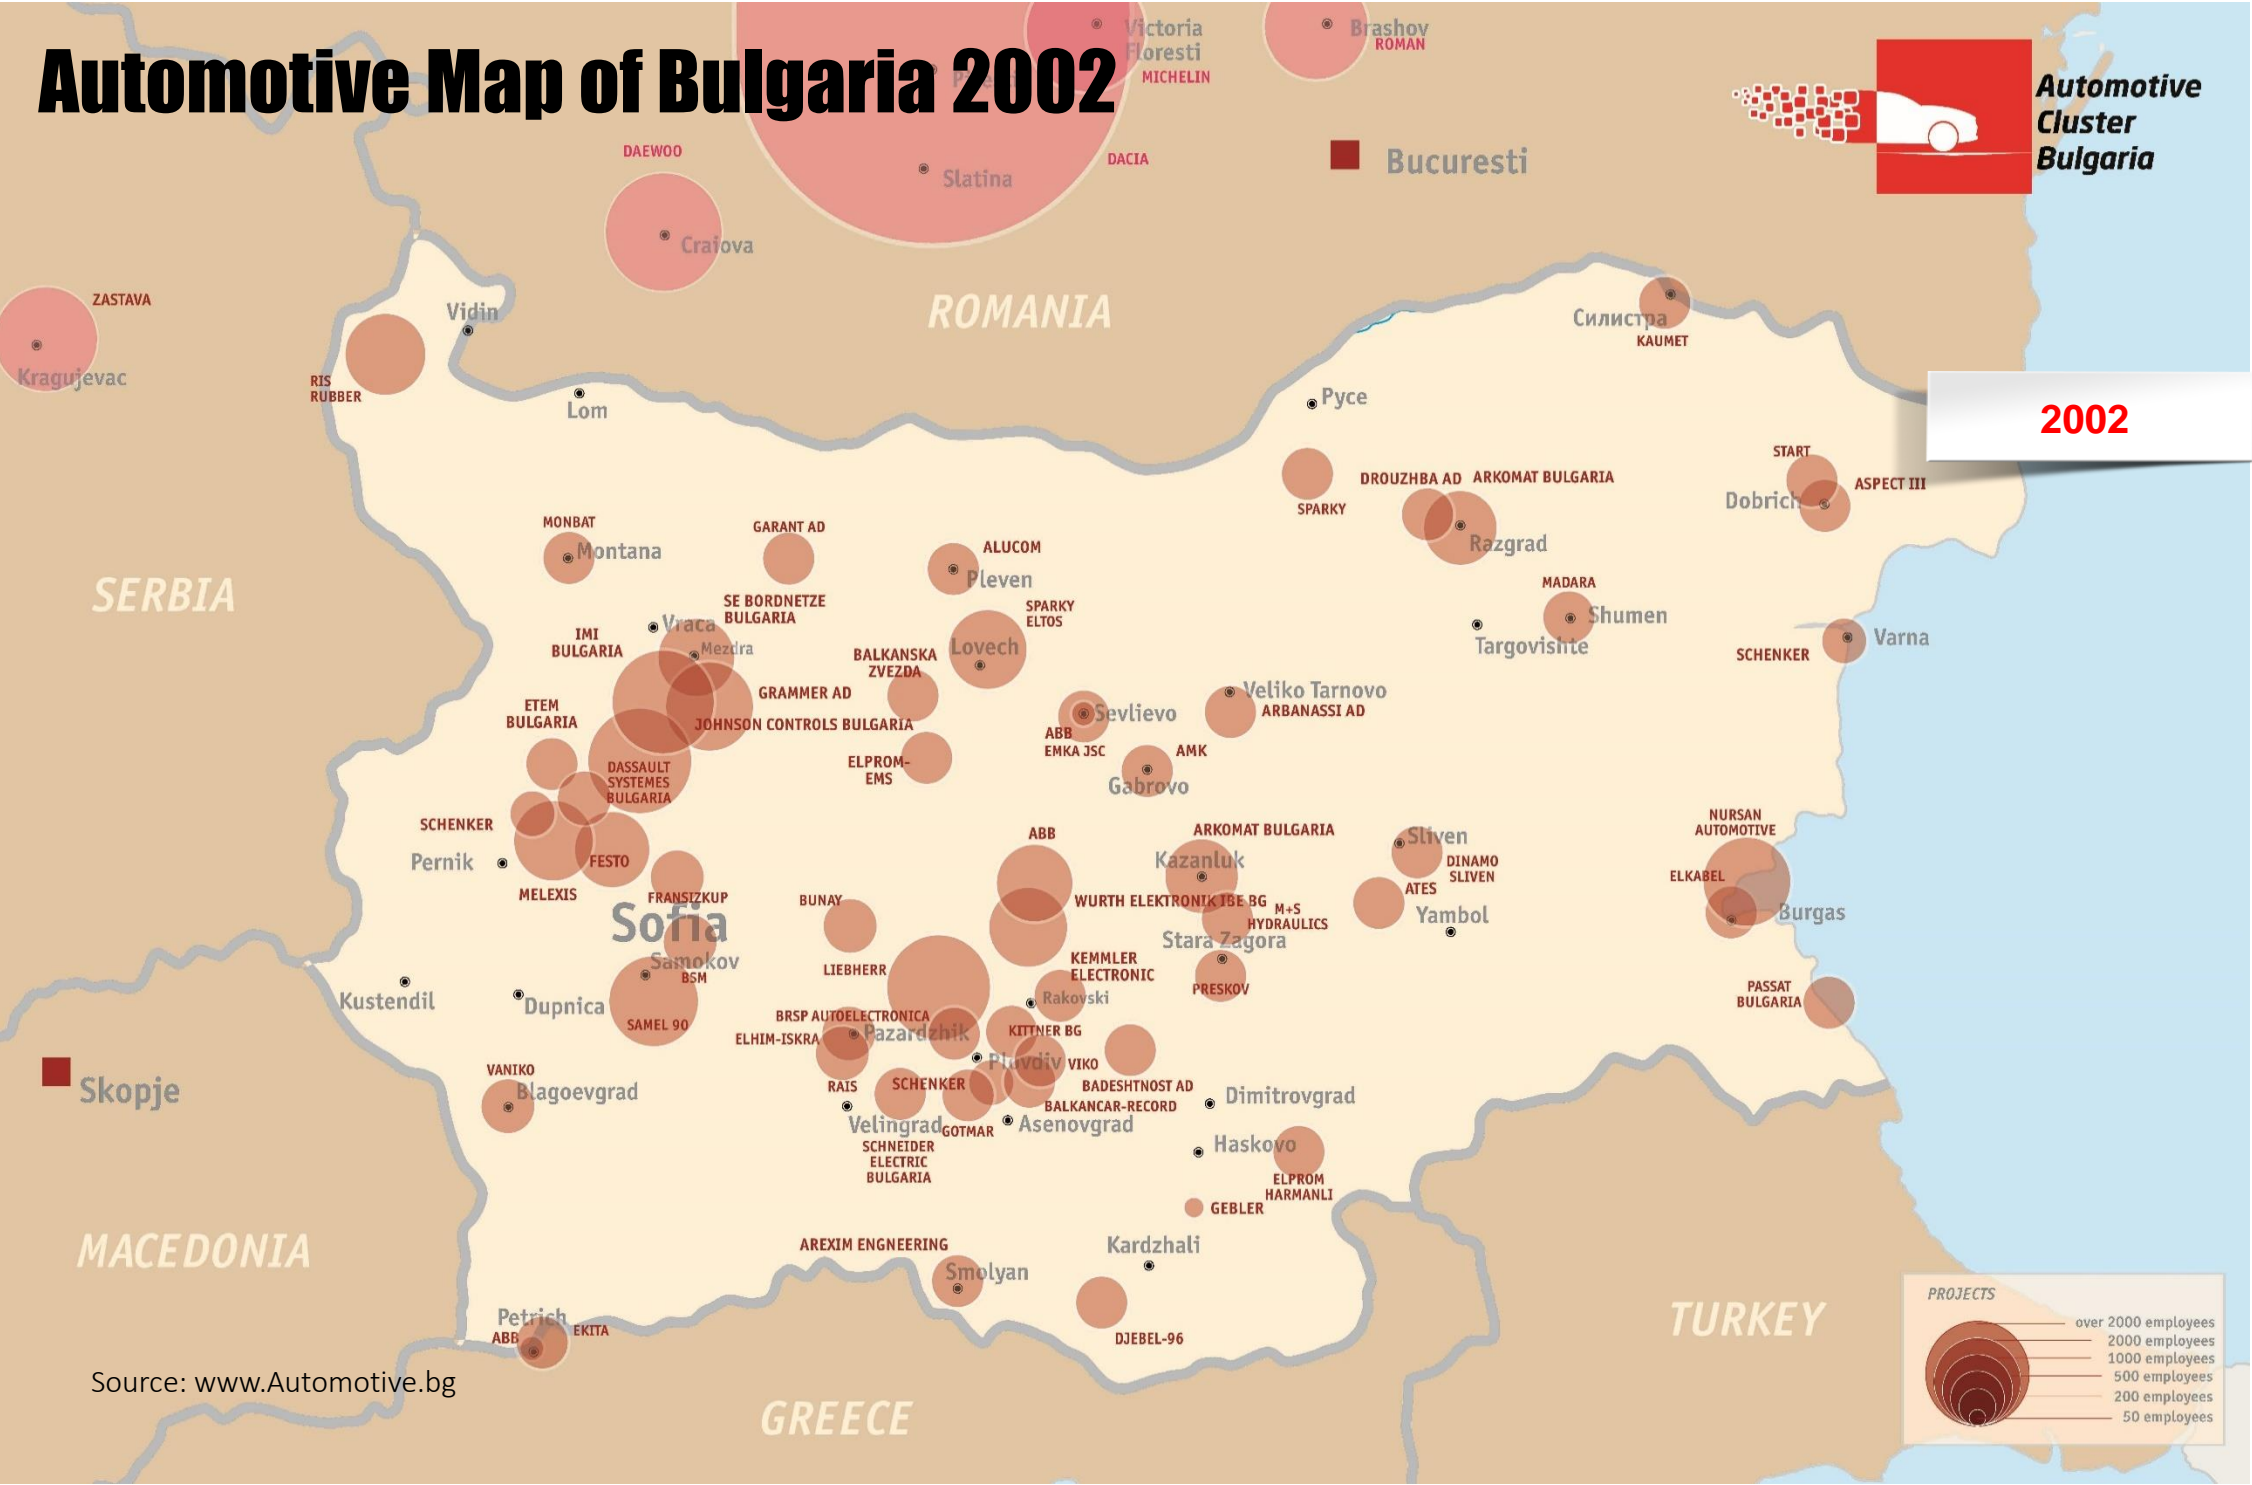 Automotive Map of Bulgaria 2002
Victoria
Floresti
MICHELIN
Brashov
ROMAN
Automotive
Cluster
Bulgaria
DAEWOO
DACIA
Slatina
Bucuresti
Craiova
ZASTAVA
Kragujevac
ROMANIA
Vidin
RIS
RUBBER
Lom
Силистра
KAUMET
Русе
2002
SPARKY
DROUZHBA AD
ARKOMAT BULGARIA
Razgrad
START
Dobrich
ASPECT III
MONBAT
Montana
GARANT AD
ALUCOM
Pleven
SERBIA
SE BORDNETZE
BULGARIA
Vraca
Mezdra
IMI
BULGARIA
SPARKY
ELTOS
Lovech
BALKANSKA
ZVEZDA
MADARA
Shumen
Targovishte
Varna
SCHENKER
GRAMMER AD
JOHNSON CONTROLS BULGARIA
ETEM
BULGARIA
Sevlievo
ABB
EMKA JSC
Veliko Tarnovo
ARBANASSI AD
AMK
Gabrovo
ELPROM-
EMS
DASSAULT
SYSTEMES
BULGARIA
SCHENKER
Pernik
FESTO
MELEXIS
FRANSIZKUP
Sofia
Samokov
BSM
SAMEL 90
BUNAY
LIEBHERR
ABB
WURTH ELEKTRONIK IBE BG
ARKOMAT BULGARIA
Kazanluk
M+S
HYDRAULICS
Stara Zagora
PRESKOV
Sliven
DINAMO
SLIVEN
ATES
Yambol
NURSAN
AUTOMOTIVE
ELKABEL
Burgas
PASSAT
BULGARIA
KEMMLER
ELECTRONIC
Rakovski
Kustendil
Dupnica
BRSP AUTOELECTRONICA
ELHIM-ISKRA
Pazardzhik
KITTNER BG
Plovdiv
VIKO
RAIS
SCHENKER
BADESHTNOST AD
BALKANCAR-RECORD
Velingrad
GOTMAR
Asenovgrad
SCHNEIDER
ELECTRIC
BULGARIA
VANIKO
Blagoevgrad
Skopje
Dimitrovgrad
Haskovo
ELPROM
HARMANLI
GEBLER
MACEDONIA
AREXIM ENGNEERING
Smolyan
Kardzhali
DJEBEL-96
Petrich
ABB
EKITA
TURKEY
GREECE
Source: www.Automotive.bg
PROJECTS
over 2000 employees
2000 employees
1000 employees
500 employees
200 employees
50 employees